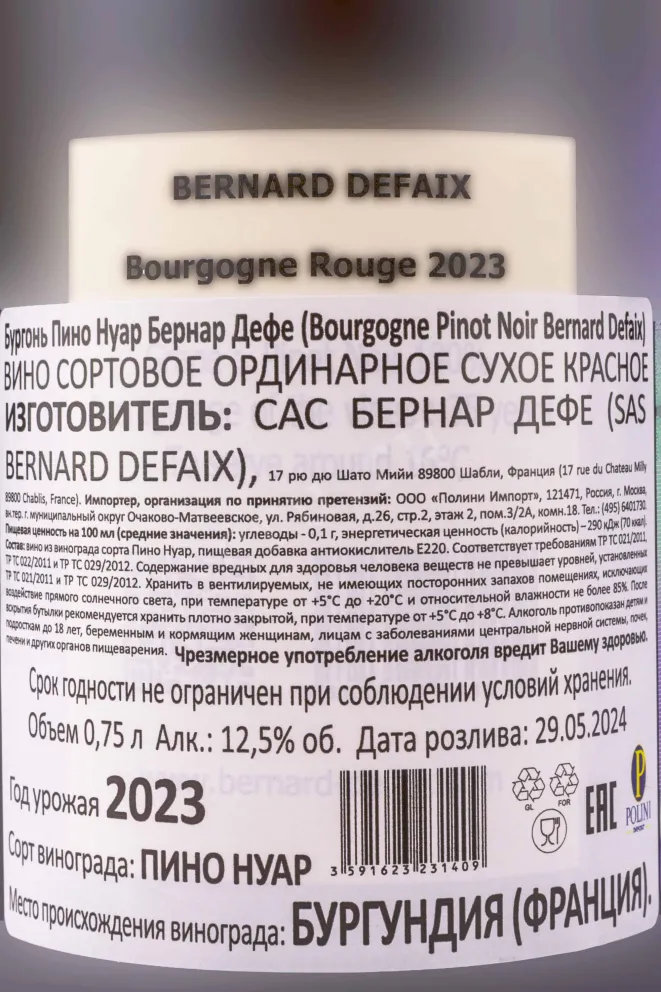 BERNARD DEFAIX
Bourgogne Rouge 2023
Бургонь Пино Нуар Бернар Дефе (Bourgogne Pinot Noir Bernard Defaix)
ВИНО СОРТОВОЕ ОРДИНАРНОЕ СУХОЕ КРАСНОЕ
ИЗГОТОВИТЕЛЬ: САС БЕРНАР ДЕФЕ (SAS
BERNARD DEFAIX), 17 рю дю Шато Мийи 89800 Шабли, Франция (17 rue du Chateau Milly
89800 Chablis, France). Импортер, организация по принятию претензий: ООО «Полини Импорт», 121471, Россия, г. Москва,
вн.тер. г. муниципальный округ Очаково-Матвеевское, ул. Рябиновая, д.26, стр.2, этаж 2, пом.3/2А, комн.18. Тел.: (495) 6401730.
Пищевая ценность на 100 мл (средние значения): углеводы - 0,1 г, энергетическая ценность (калорийность) – 290 кДж (70 ккал).
Состав: вино из винограда сорта Пино Нуар, пищевая добавка антиокислитель Е220. Соответствует требованиям ТР ТС 021/2011,
ТР ТС 022/2011 и ТР ТС 029/2012. Содержание вредных для здоровья человека веществ не превышает уровней, установленных
ТР ТС 021/2011 и ТР ТС 029/2012. Хранить в вентилируемых, не имеющих посторонних запахов помещениях, исключающих
воздействие прямого солнечного света, при температуре от +5°С до +20°С и относительной влажности не более 85%. После
вскрытия бутылки рекомендуется хранить плотно закрытой, при температуре от +5°С до +8°С. Алкоголь противопоказан детям и
подросткам до 18 лет, беременным и кормящим женщинам, лицам с заболеваниями центральной нервной системы, почек,
печени и других органов пищеварения. Чрезмерное употребление алкоголя вредит Вашему здоровью.
Срок годности не ограничен при соблюдении условий хранения.
Объем 0,75 л Алк.: 12,5% об. Дата розлива: 29.05.2024
Год урожая 2023
GL FOR
EAC
P
POLINI
IMPORT
Сорт винограда: ПИНО НУАР
3 591623 231409
Место происхождения винограда: БУРГУНДИЯ (ФРАНЦИЯ).